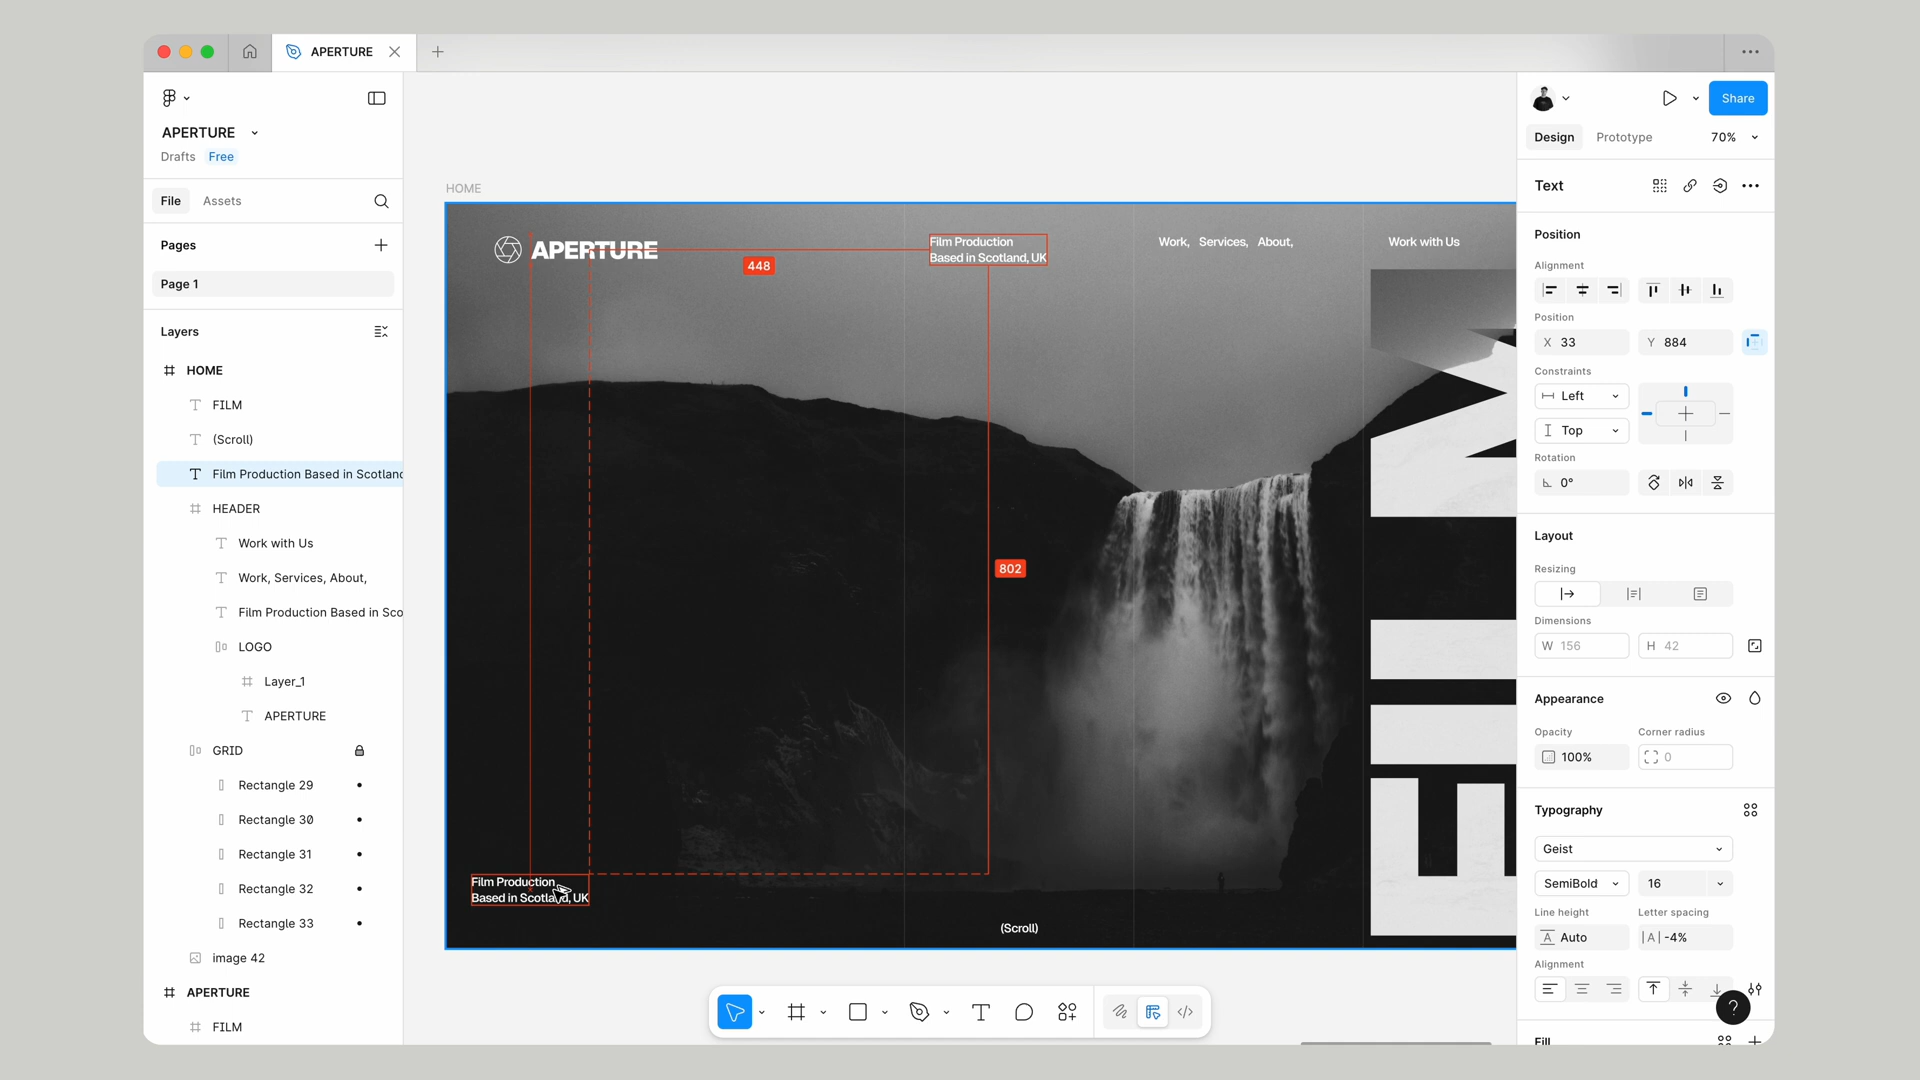 APERTURE
APERTURE
Drafts Free
File Assets
Pages
Page 1
Layers
HOME
FILM
(Scroll)
Film Production Based in Scotland
HEADER
Work with Us
Work, Services, About,
Film Production Based in Sco
LOGO
Layer_1
APERTURE
GRID
Rectangle 29
Rectangle 30
Rectangle 31
Rectangle 32
Rectangle 33
image 42
APERTURE
FILM
HOME
APERTURE
448
Film Production
Based in Scotland, UK
Work, Services, About,
Work with Us
802
FILM
Film Production
Based in Scotland, UK
(Scroll)
</>
Share
Design Prototype 70%
Text
Position
Alignment
Position
X 33 Y 884
Constraints
Left
Top
Rotation
0°
Layout
Resizing
Dimensions
W 156 H 42
Appearance
Opacity Corner radius
100% 0
Typography
Geist
SemiBold 16
Line height Letter spacing
A Auto |A| -4%
Alignment
?
Fill